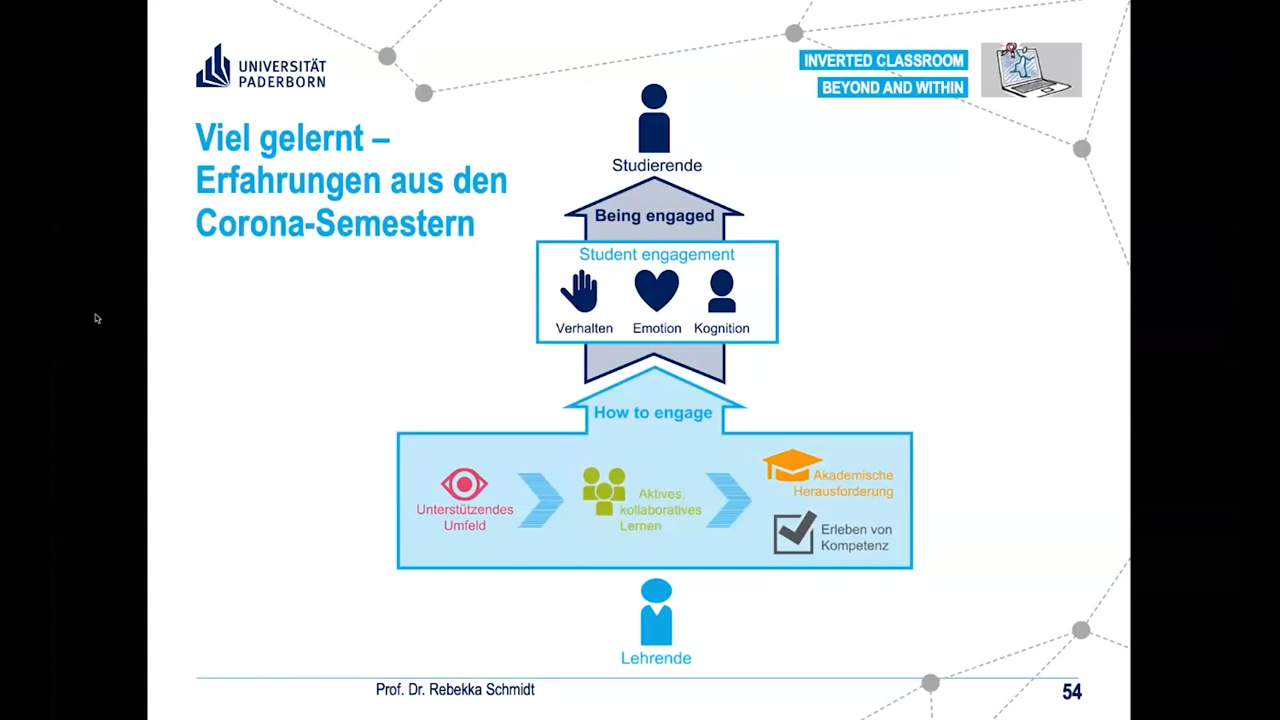 UNIVERSITÄT
PADERBORN
INVERTED CLASSROOM
BEYOND AND WITHIN
Viel gelernt –
Erfahrungen aus den
Corona-Semestern
Studierende
Being engaged
Student engagement
Verhalten Emotion Kognition
How to engage
Unterstützendes
Umfeld
Aktives,
kollaboratives
Lernen
Akademische
Herausforderung
Erleben von
Kompetenz
Lehrende
Prof. Dr. Rebekka Schmidt
54